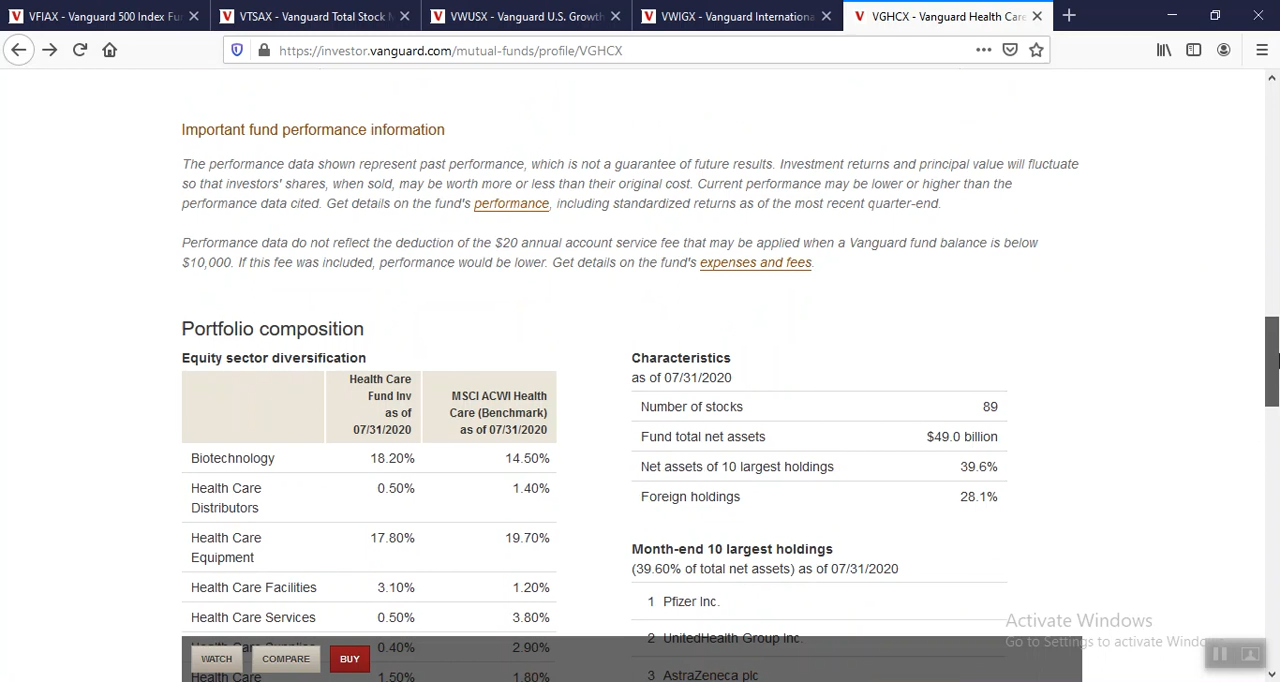 VFIAX - Vanguard 500 Index Fu
VTSAX - Vanguard Total Stock M
VWUSX - Vanguard U.S. Growth
VWIGX - Vanguard Internationa
VGHCX - Vanguard Health Care
https://investor.vanguard.com/mutual-funds/profile/VGHCX
Important fund performance information
The performance data shown represent past performance, which is not a guarantee of future results. Investment returns and principal value will fluctuate
so that investors' shares, when sold, may be worth more or less than their original cost. Current performance may be lower or higher than the
performance data cited. Get details on the fund's performance, including standardized returns as of the most recent quarter-end.
Performance data do not reflect the deduction of the $20 annual account service fee that may be applied when a Vanguard fund balance is below
$10,000. If this fee was included, performance would be lower. Get details on the fund's expenses and fees.
Portfolio composition
Equity sector diversification
Health Care
Fund Inv
as of
07/31/2020
MSCI ACWI Health
Care (Benchmark)
as of 07/31/2020
Biotechnology 18.20% 14.50%
Health Care 0.50% 1.40%
Distributors
Health Care 17.80% 19.70%
Equipment
Health Care Facilities 3.10% 1.20%
Health Care Services 0.50% 3.80%
Health Care Supplies 0.40% 2.90%
Health Care 1.50% 1.80%
Characteristics
as of 07/31/2020
Number of stocks 89
Fund total net assets $49.0 billion
Net assets of 10 largest holdings 39.6%
Foreign holdings 28.1%
Month-end 10 largest holdings
(39.60% of total net assets) as of 07/31/2020
1 Pfizer Inc.
2 UnitedHealth Group Inc.
3 AstraZeneca plc
WATCH COMPARE BUY
Activate Windows
Go to Settings to activate Windo